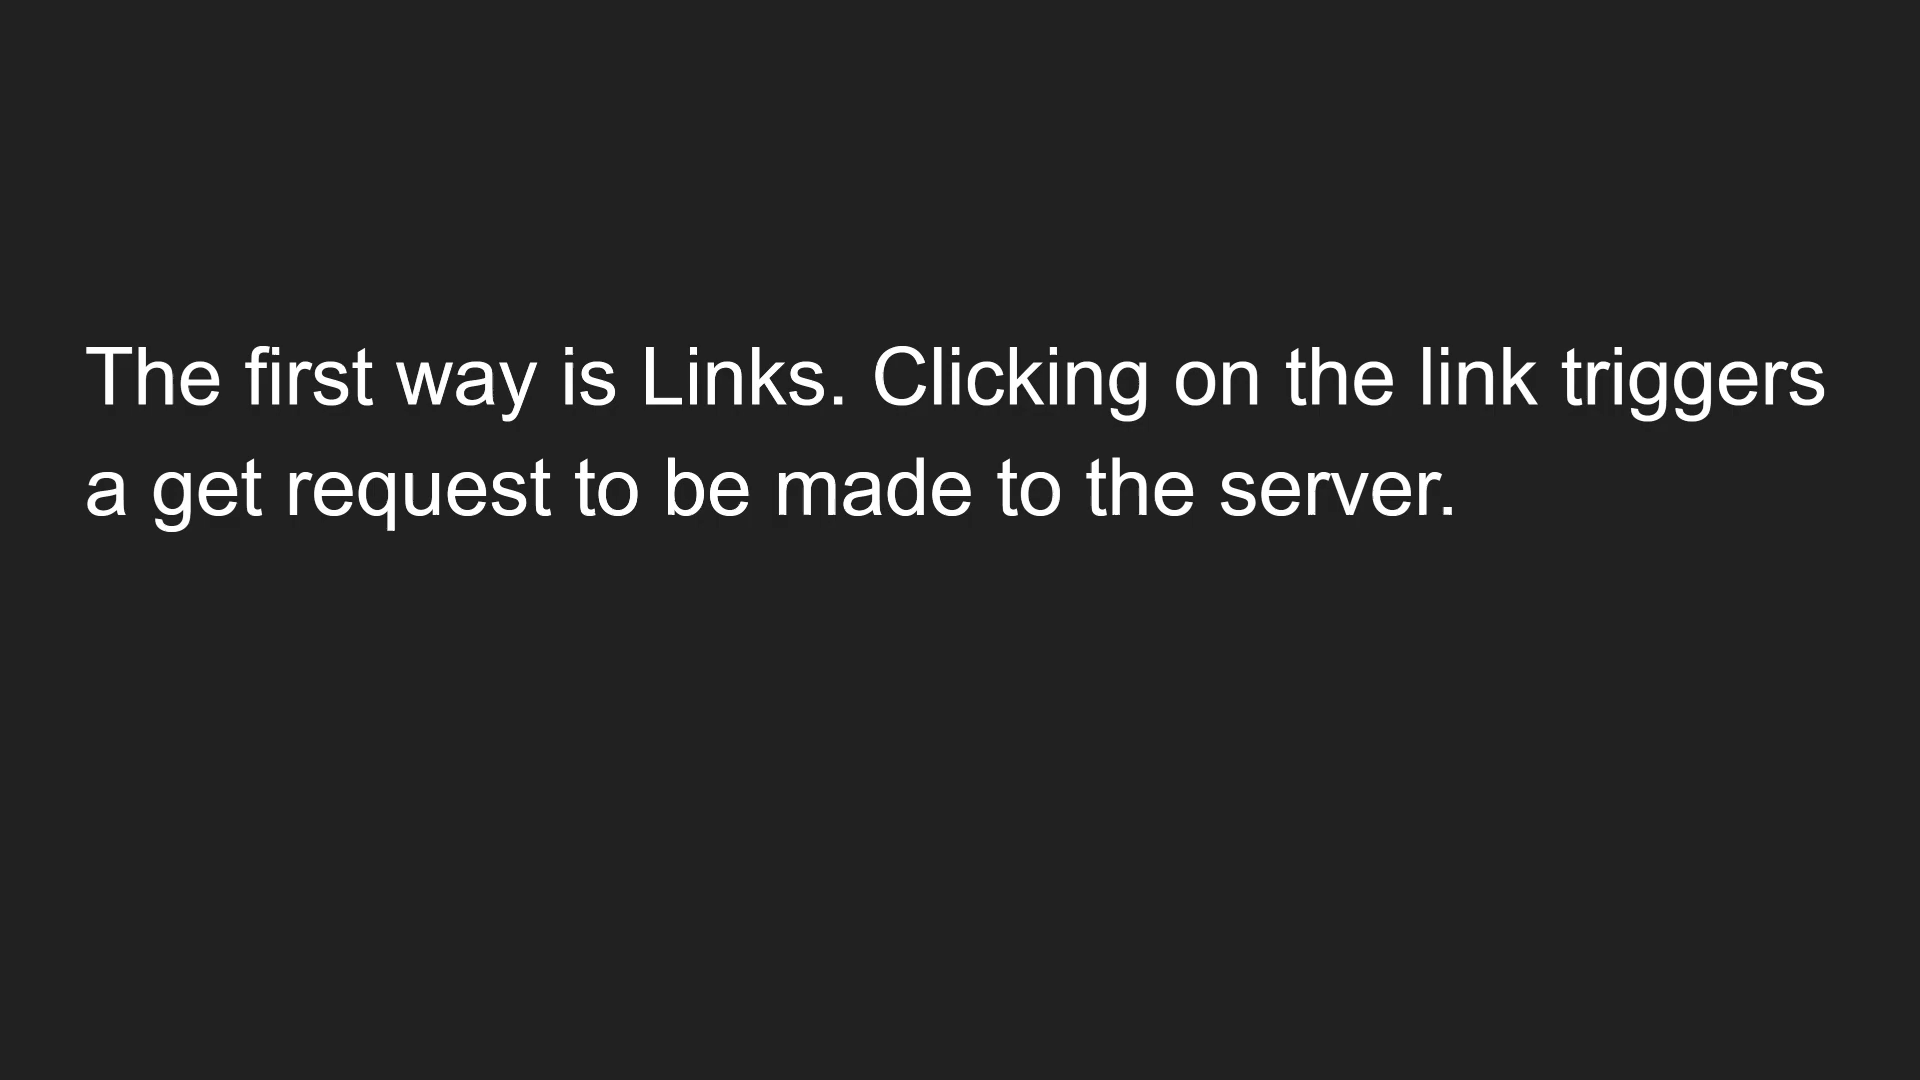 The first way is Links. Clicking on the link triggers
a get request to be made to the server.